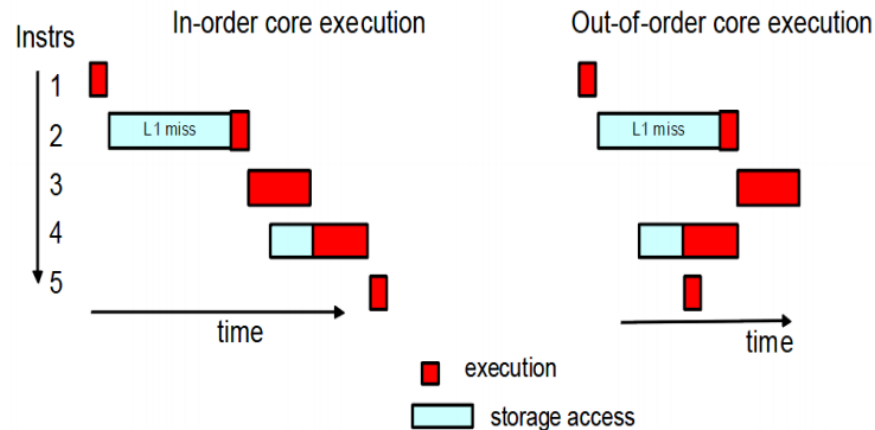 In-order core execution
Out-of-order core execution
Instrs
1
L1 miss
L1 miss
2
3
4
5
time
time
execution
storage access